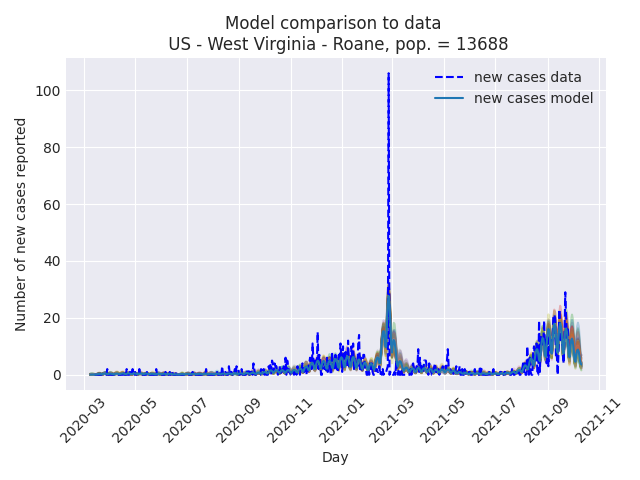 Model comparison to data
US - West Virginia - Roane, pop. = 13688
new cases data
new cases model
Number of new cases reported
100
80
60
40
20
0
2020-03
2020-05
2020-07
2020-09
2020-11
2021-01
2021-03
2021-05
2021-07
2021-09
2021-11
Day